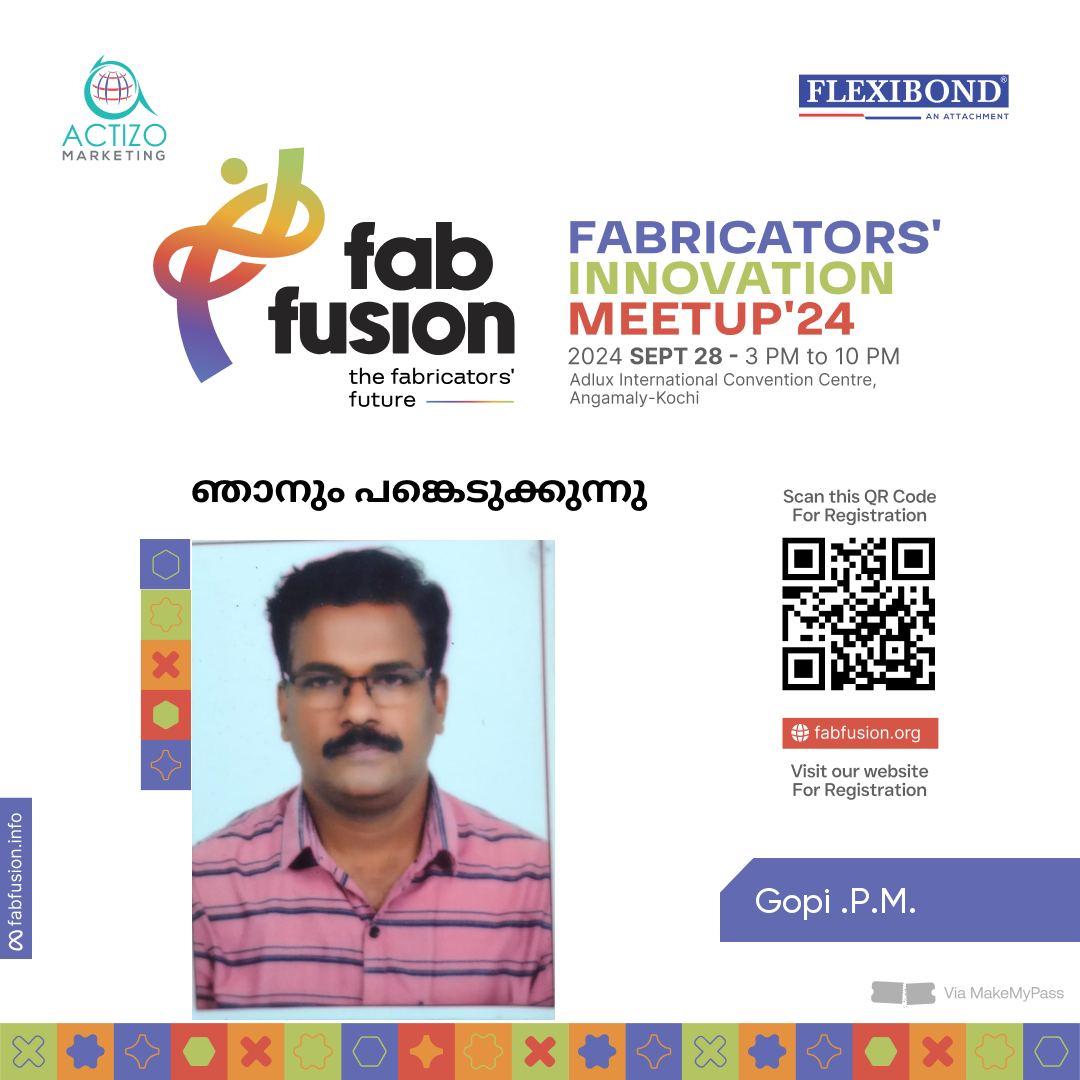 ACTIZO
MARKETING
FLEXIBOND®
AN ATTACHMENT
fab
fusion
the fabricators'
future
FABRICATORS'
INNOVATION
MEETUP'24
2024 SEPT 28 - 3 PM to 10 PM
Adlux International Convention Centre,
Angamaly-Kochi
ഞാനും പങ്കെടുക്കുന്നു
Scan this QR Code
For Registration
fabfusion.org
Visit our website
For Registration
fabfusion.info
Gopi .P.M.
Via MakeMyPass